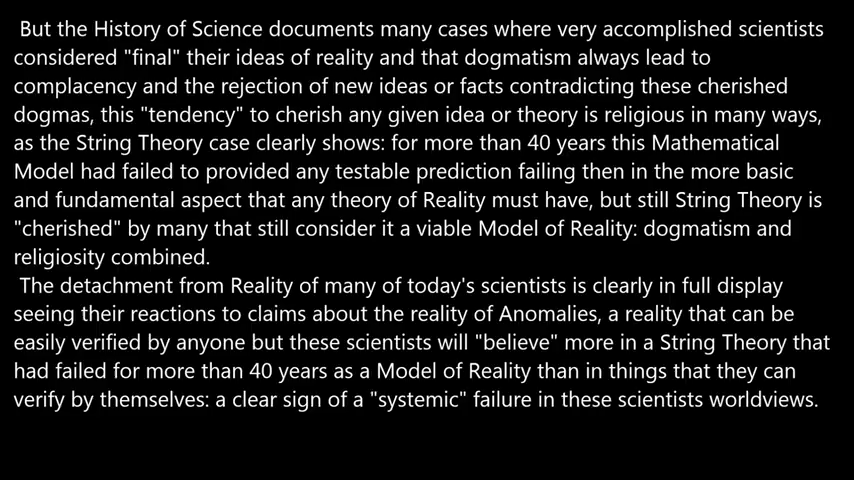 But the History of Science documents many cases where very accomplished scientists
considered "final" their ideas of reality and that dogmatism always lead to
complacency and the rejection of new ideas or facts contradicting these cherished
dogmas, this "tendency" to cherish any given idea or theory is religious in many ways,
as the String Theory case clearly shows: for more than 40 years this Mathematical
Model had failed to provided any testable prediction failing then in the more basic
and fundamental aspect that any theory of Reality must have, but still String Theory is
"cherished" by many that still consider it a viable Model of Reality: dogmatism and
religiosity combined.
The detachment from Reality of many of today's scientists is clearly in full display
seeing their reactions to claims about the reality of Anomalies, a reality that can be
easily verified by anyone but these scientists will "believe" more in a String Theory that
had failed for more than 40 years as a Model of Reality than in things that they can
verify by themselves: a clear sign of a "systemic" failure in these scientists worldviews.